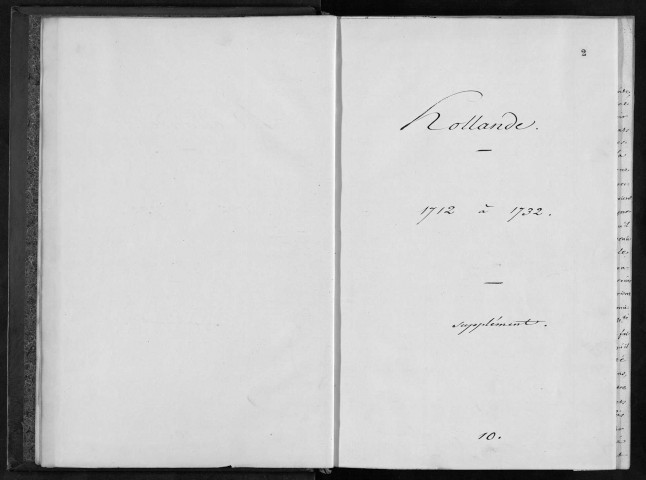 2
Hollande.
1712 à 1732.
supplément.
10.